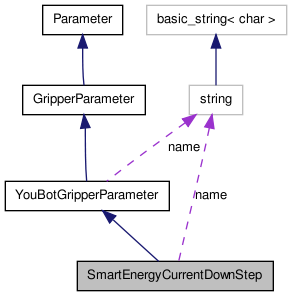 Parameter
basic_string< char >
GripperParameter
string
name
YouBotGripperParameter
name
SmartEnergyCurrentDownStep